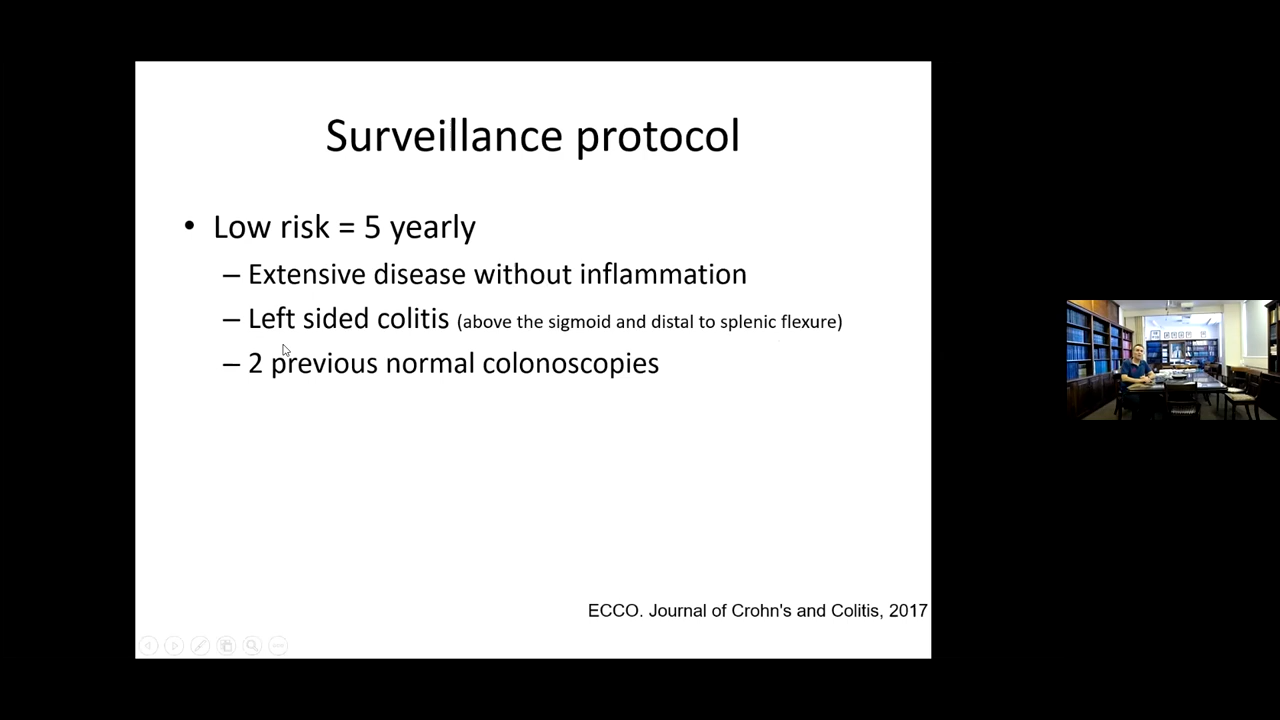 Surveillance protocol
• Low risk = 5 yearly
– Extensive disease without inflammation
– Left sided colitis (above the sigmoid and distal to splenic flexure)
– 2 previous normal colonoscopies
ECCO. Journal of Crohn's and Colitis, 2017